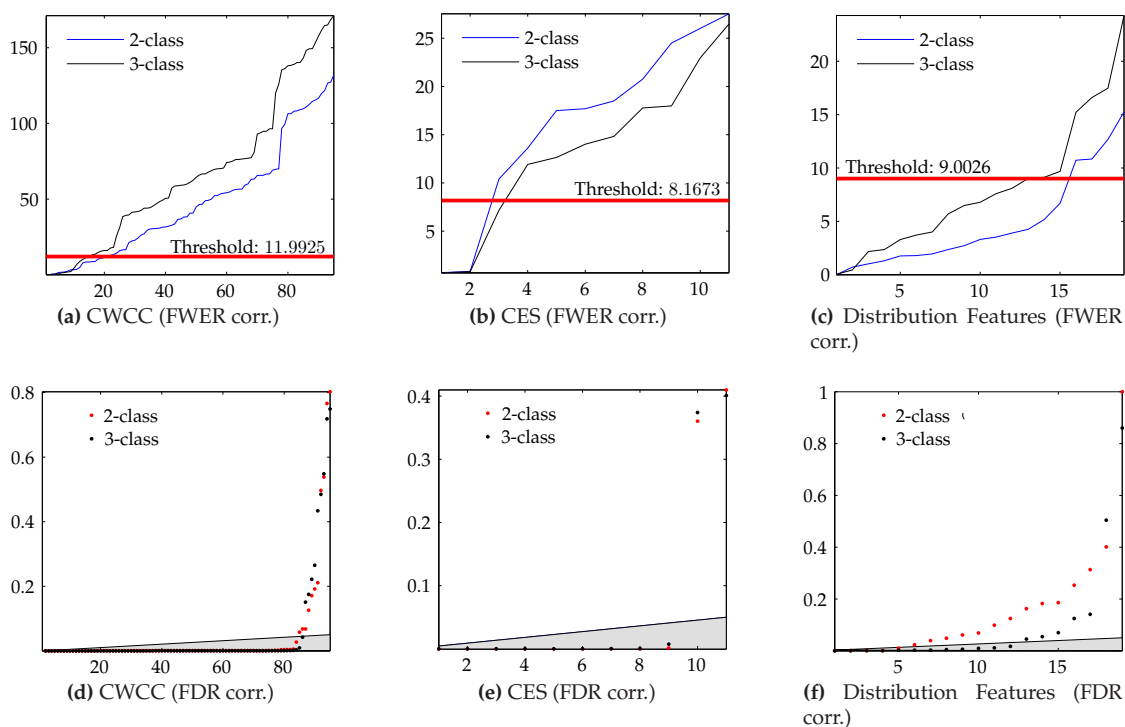 150
100
50
20
40
60
80
2-class
3-class
Threshold: 11.9925
(a) CWCC (FWER corr.)
25
20
15
10
5
2
4
6
8
10
2-class
3-class
Threshold: 8.1673
(b) CES (FWER corr.)
20
15
10
5
0
5
10
15
2-class
3-class
Threshold: 9.0026
(c) Distribution Features (FWER
corr.)
0.8
0.6
0.4
0.2
20
40
60
80
2-class
3-class
(d) CWCC (FDR corr.)
0.4
0.3
0.2
0.1
2
4
6
8
10
2-class
3-class
(e) CES (FDR corr.)
1
0.8
0.6
0.4
0.2
0
5
10
15
2-class
3-class
(f) Distribution Features (FDR
corr.)